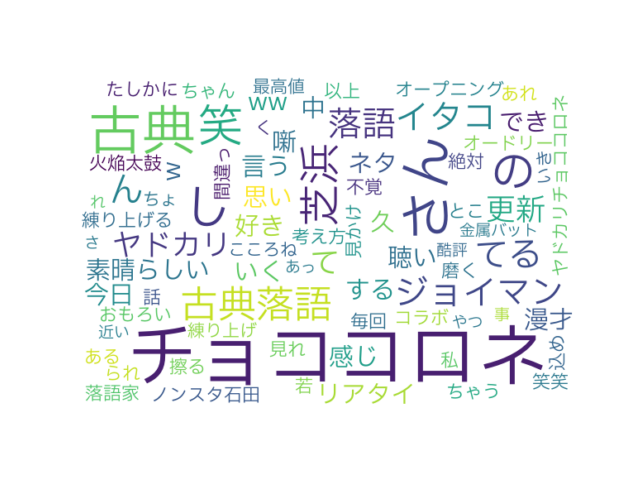 たしかに
ちゃん
最高値
以上
オープニング
あれ
ww
中
古典
笑
く
落語
イタコ
でき
噺
オードリー
火焔太鼓
w
間違っ
言う
ネタ
絶対
いき
ヤドカリチョココロネ
れ
ん
ちょ
し
思い
芝浜
不覚
さん
の
練り上げる
好き
久
とこ
更新
さ
ヤドカリ
こころね
考え方
見かけ
金属バット
素晴らしい
いく
あっ
て
聴い
酷評
磨く
てる
今日
話
古典落語
する
ジョイマン
おもろい
近い
練り上げ
毎回
コラボ
やっ
事
漫才
チョココロネ
ある
られ
擦る
見れ
感じ
私
込め
落語家
ノンスタ石田
若
リアタイ
ちゃう
笑笑